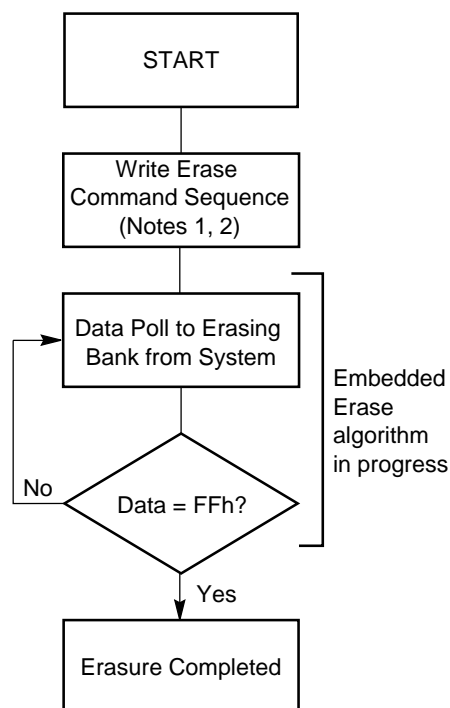 START
Write Erase
Command Sequence
(Notes 1, 2)
Data Poll to Erasing
Bank from System
Embedded
Erase
algorithm
in progress
No
Data = FFh?
Yes
Erasure Completed